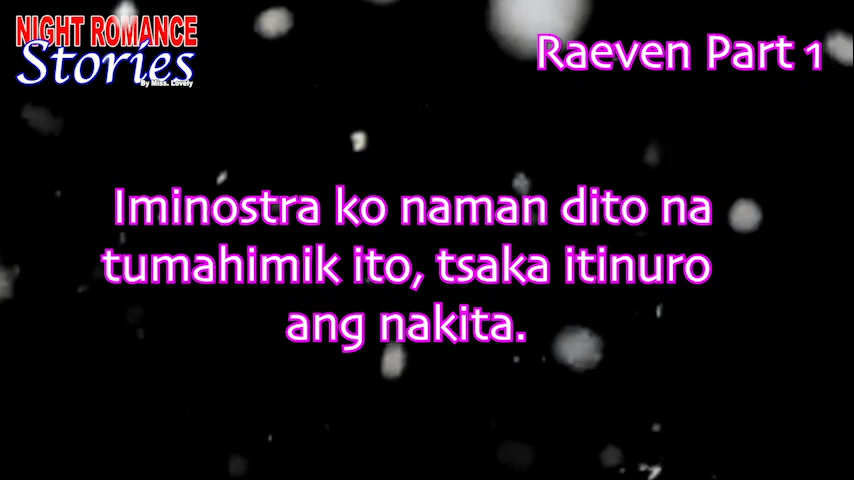 NIGHT ROMANCE
Stories
By Miss. Lovely
Raeven Part 1
Iminostra ko naman dito na
tumahimik ito, tsaka itinuro
ang nakita.